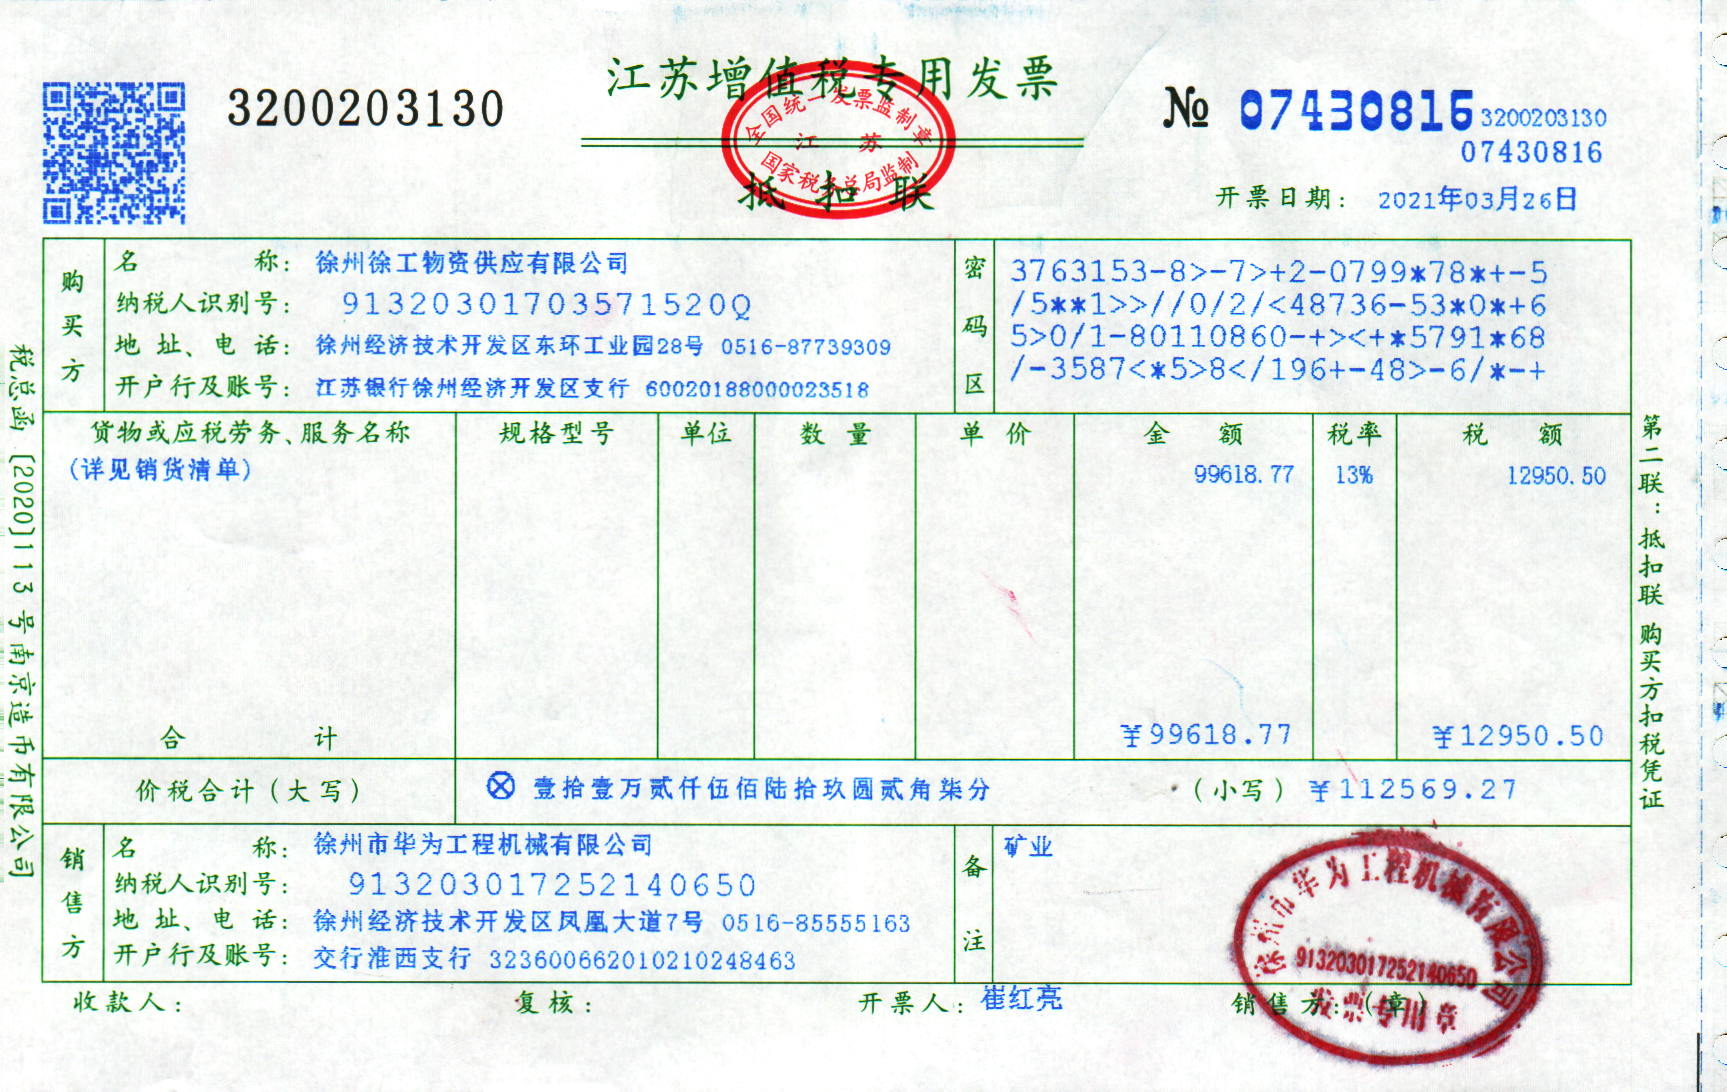 江苏增值税专用发票
3200203130
№ 07430816 3200203130
07430816
全国统一发票监制章
江 苏
国家税务总局监制
抵 扣 联
开票日期： 2021年03月26日
购买方
名 称： 徐州徐工物资供应有限公司
纳税人识别号： 91320301703571520Q
地 址、电 话： 徐州经济技术开发区东环工业园28号 0516-87739309
开户行及账号： 江苏银行徐州经济开发区支行 60020188000023518
密码区
3763153-8>-7>+2-0799*78*+-5
/5**1>>//0/2/<48736-53*0*+6
5>0/1-80110860-+><+*5791*68
/-3587<*5>8</196+-48>-6/*-+
货物或应税劳务、服务名称 规格型号 单位 数 量 单 价 金 额 税率 税 额
(详见销货清单) 99618.77 13% 12950.50
合 计 ￥99618.77 ￥12950.50
价税合计（大写） ⊗ 壹拾壹万贰仟伍佰陆拾玖圆贰角柒分 （小写） ￥112569.27
销售方
名 称： 徐州市华为工程机械有限公司
纳税人识别号： 913203017252140650
地 址、电 话： 徐州经济技术开发区凤凰大道7号 0516-85555163
开户行及账号： 交行淮西支行 323600662010210248463
备注
矿业
收款人： 复核： 开票人： 崔红亮 销售方：（章）
徐州市华为工程机械有限公司
913203017252140650
发票专用章
税总函〔2020〕113号南京造币有限公司
第二联：抵扣联 购买方扣税凭证